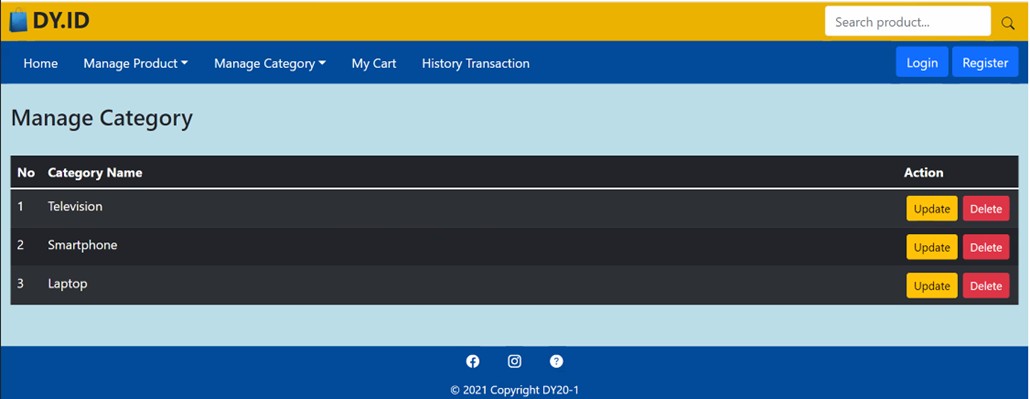 DY.ID
Search product...
Home Manage Product Manage Category My Cart History Transaction Login Register
Manage Category
No Category Name Action
1 Television Update Delete
2 Smartphone Update Delete
3 Laptop Update Delete
© 2021 Copyright DY20-1